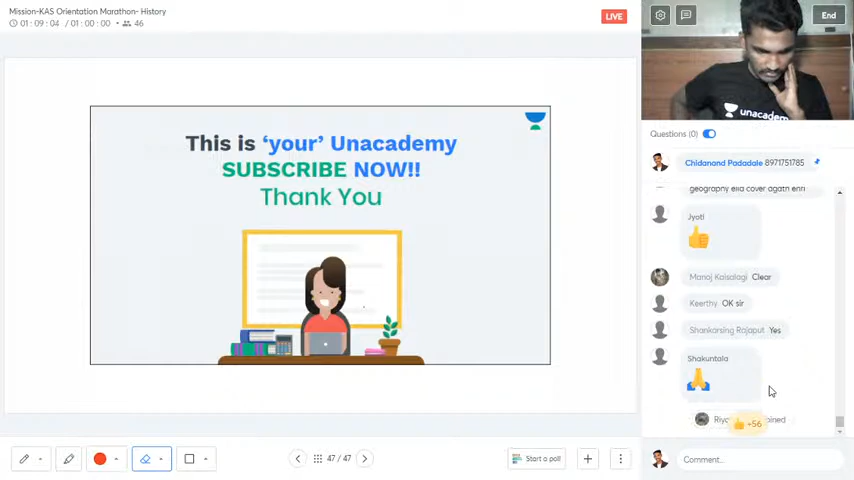 Mission-KAS Orientation Marathon- History
01 : 09 : 04 / 01 : 00 : 00 • 46
LIVE
End
unacademy
This is ‘your’ Unacademy
SUBSCRIBE NOW!!
Thank You
Questions (0)
Chidanand Padadale 8971751785
geography ella cover agath enri
Jyoti
Manoj Kaisalagi Clear
Keerthy OK sir
Shankarsing Rajaput Yes
Shakuntala
+56
47 / 47
Start a poll
Comment...